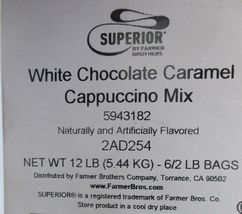 SUPERIOR®
BY FARMER
BROTHERS
White Chocolate Caramel
Cappuccino Mix
5943182
Naturally and Artificially Flavored
2AD254
NET WT 12 LB (5.44 KG) - 6/2 LB BAGS
Distributed by Farmer Brothers Company, Torrance, CA 90502
www.FarmerBros.com
SUPERIOR® is a registered trademark of Farmer Bros. Co.
Store product in a cool dry place